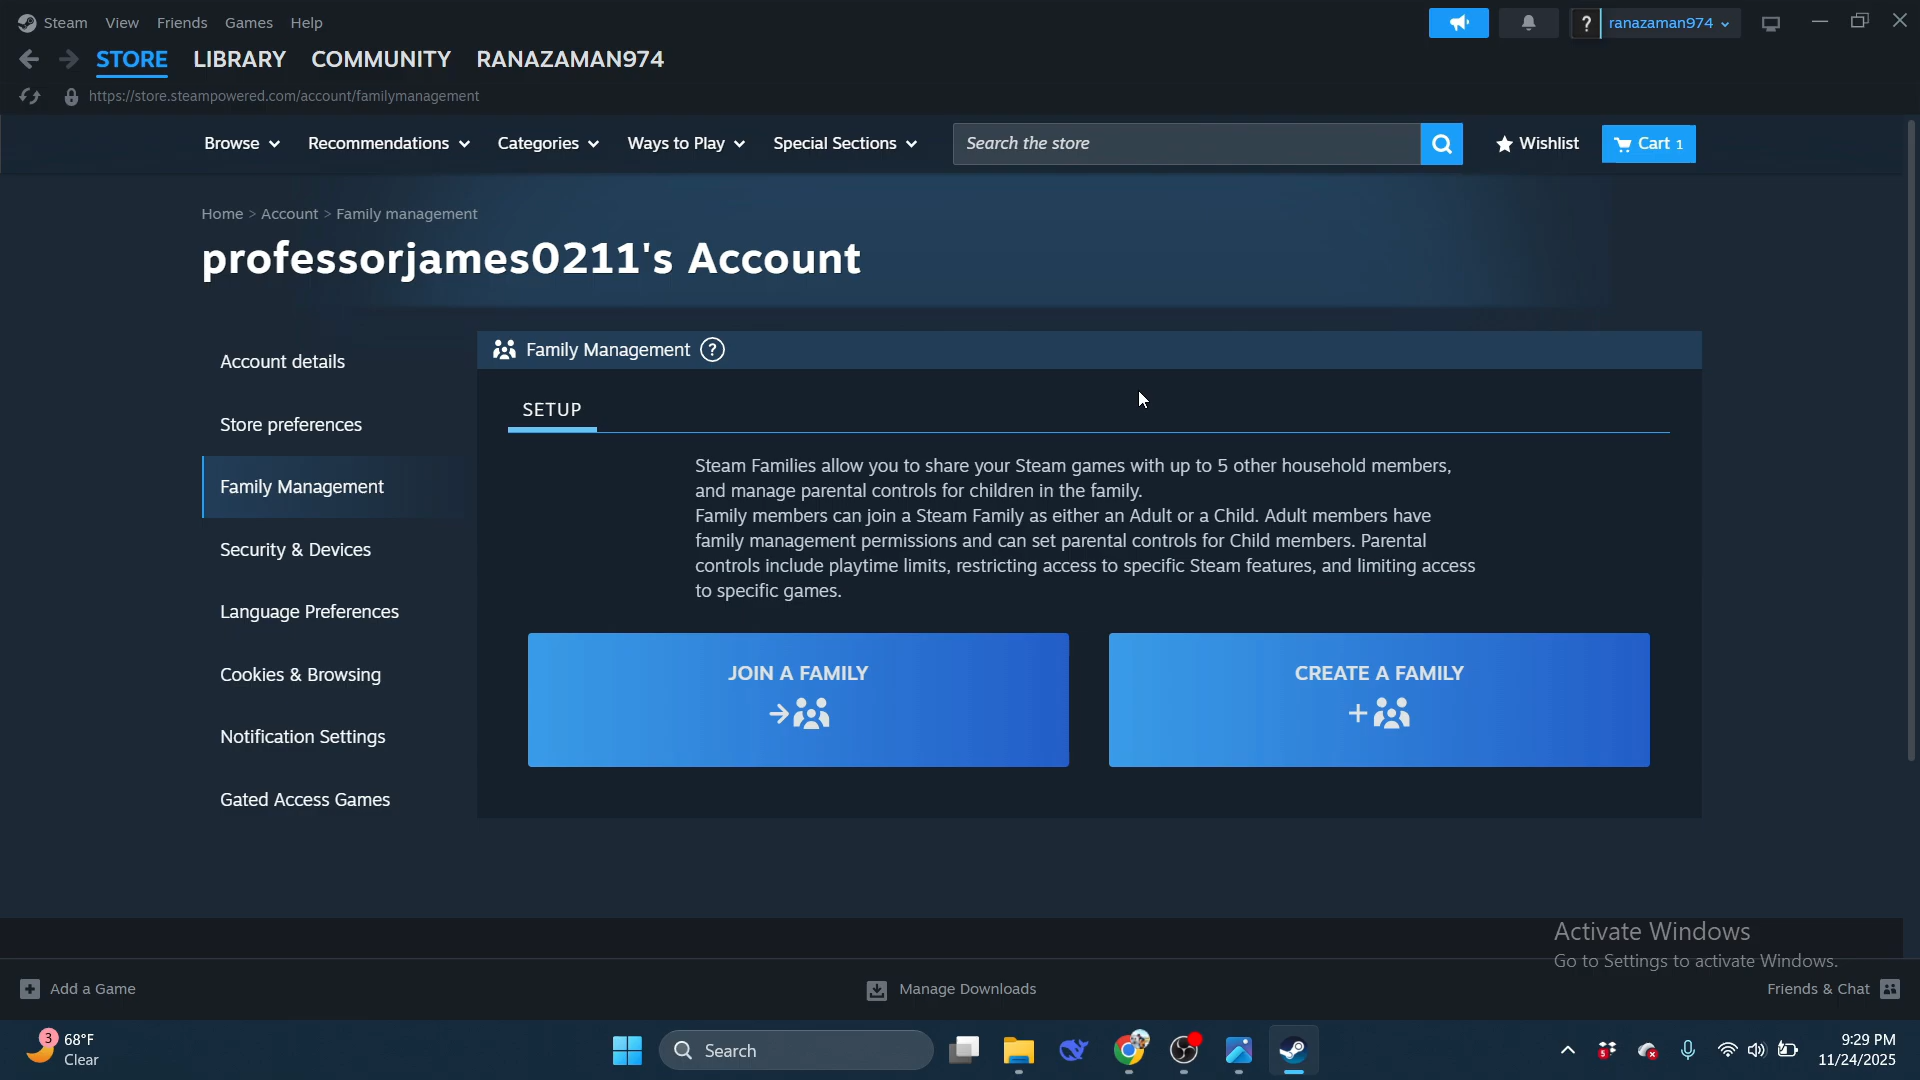 Steam View Friends Games Help
? ranazaman974
STORE LIBRARY COMMUNITY RANAZAMAN974
https://store.steampowered.com/account/familymanagement
Browse Recommendations Categories Ways to Play Special Sections Search the store Wishlist Cart 1
Home > Account > Family management
professorjames0211's Account
Account details
Store preferences
Family Management
Security & Devices
Language Preferences
Cookies & Browsing
Notification Settings
Gated Access Games
Family Management ?
SETUP
Steam Families allow you to share your Steam games with up to 5 other household members,
and manage parental controls for children in the family.
Family members can join a Steam Family as either an Adult or a Child. Adult members have
family management permissions and can set parental controls for Child members. Parental
controls include playtime limits, restricting access to specific Steam features, and limiting access
to specific games.
JOIN A FAMILY
CREATE A FAMILY
Activate Windows
Go to Settings to activate Windows.
Add a Game
Manage Downloads
Friends & Chat
3
68°F
Clear
Search
5
9:29 PM
11/24/2025